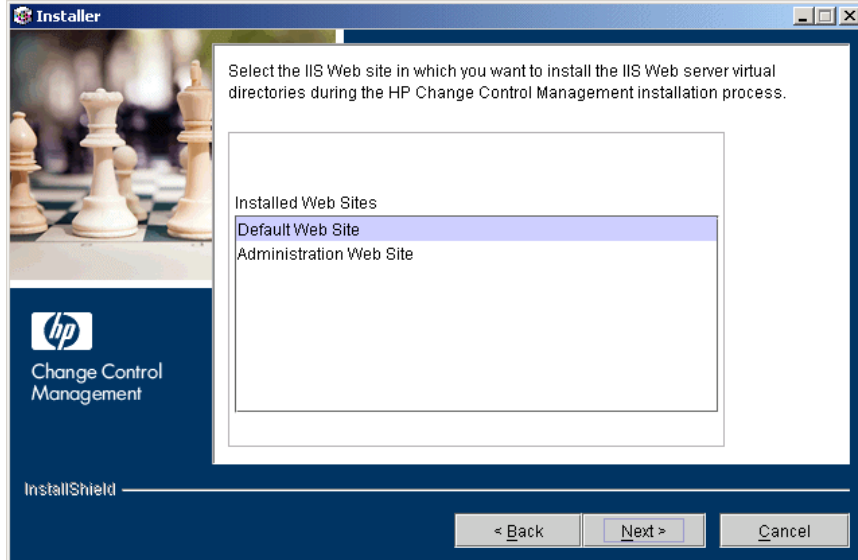 Installer
Select the IIS Web site in which you want to install the IIS Web server virtual
directories during the HP Change Control Management installation process.
Installed Web Sites
Default Web Site
Administration Web Site
hp
Change Control
Management
InstallShield
< Back
Next >
Cancel